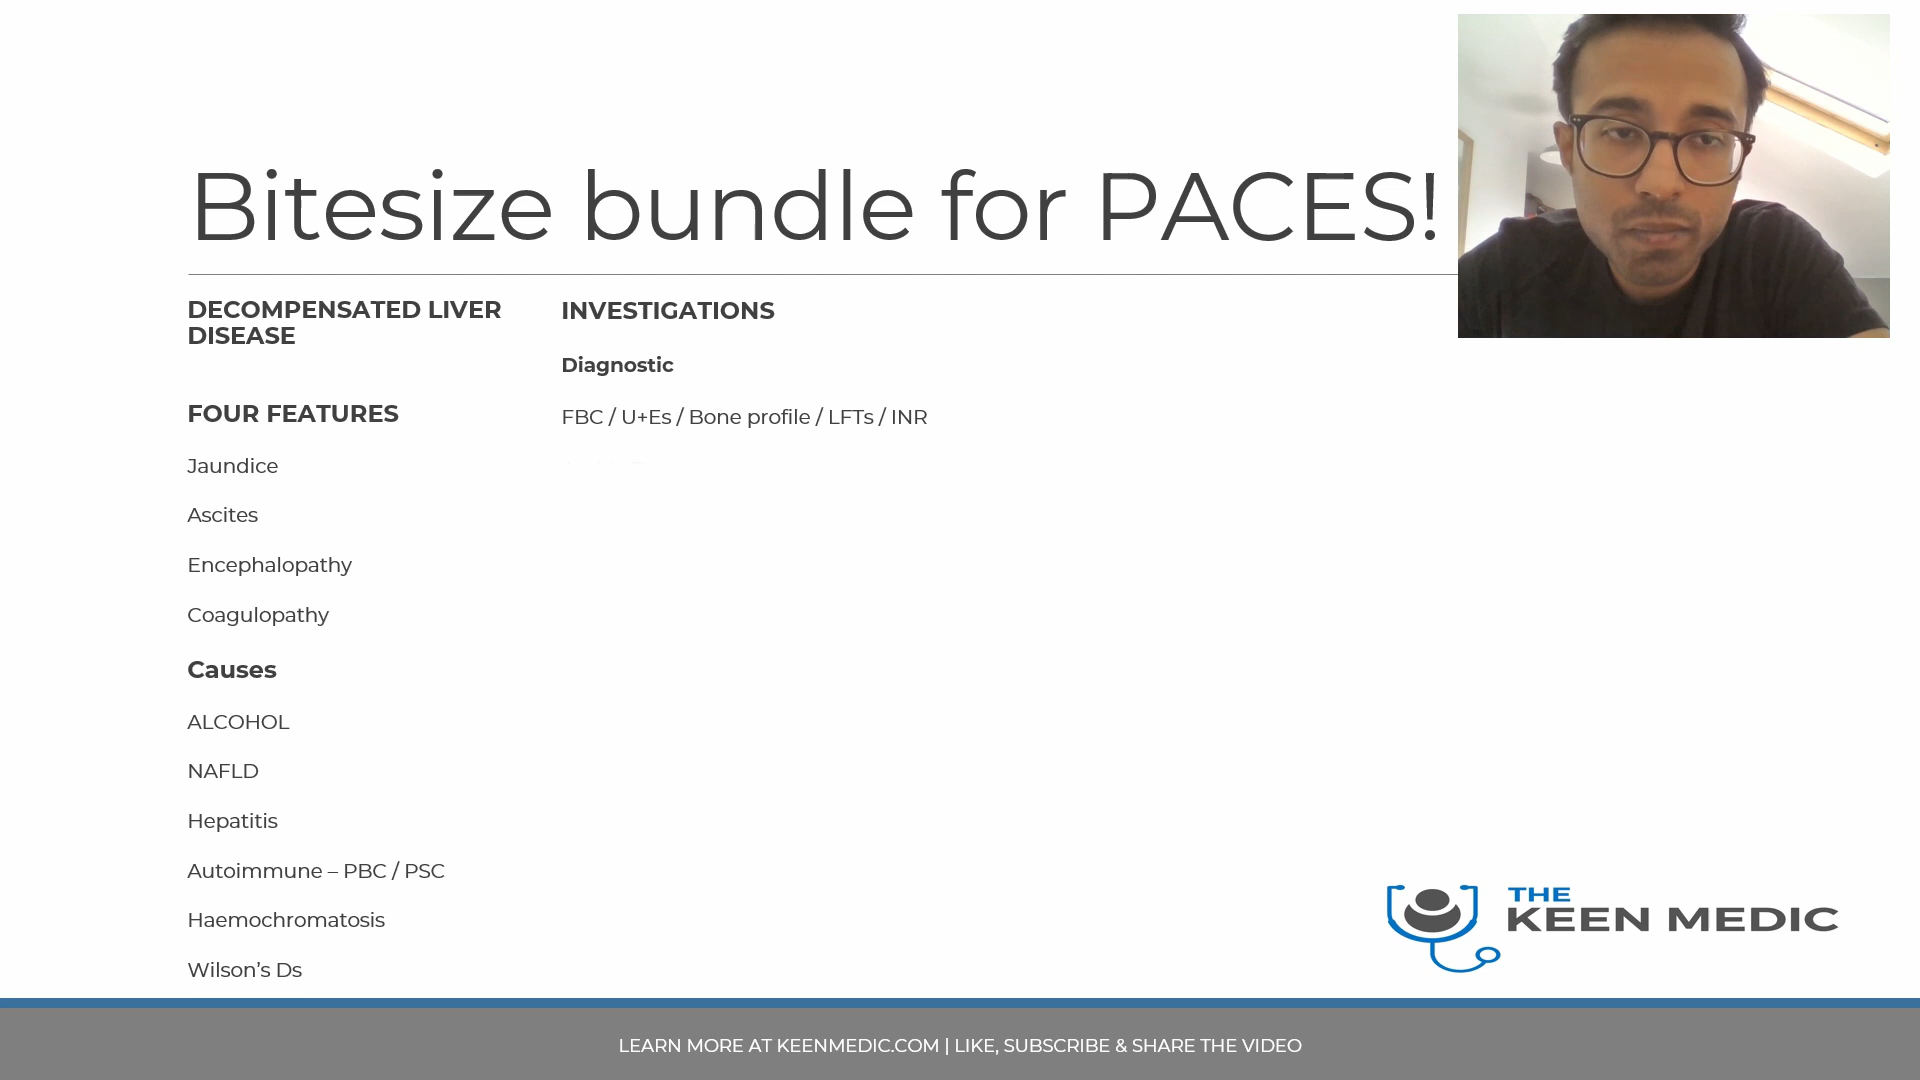 Bitesize bundle for PACES!
DECOMPENSATED LIVER
DISEASE
FOUR FEATURES
Jaundice
Ascites
Encephalopathy
Coagulopathy
Causes
ALCOHOL
NAFLD
Hepatitis
Autoimmune – PBC / PSC
Haemochromatosis
Wilson’s Ds
INVESTIGATIONS
Diagnostic
FBC / U+Es / Bone profile / LFTs / INR
THE
KEEN MEDIC
LEARN MORE AT KEENMEDIC.COM | LIKE, SUBSCRIBE & SHARE THE VIDEO